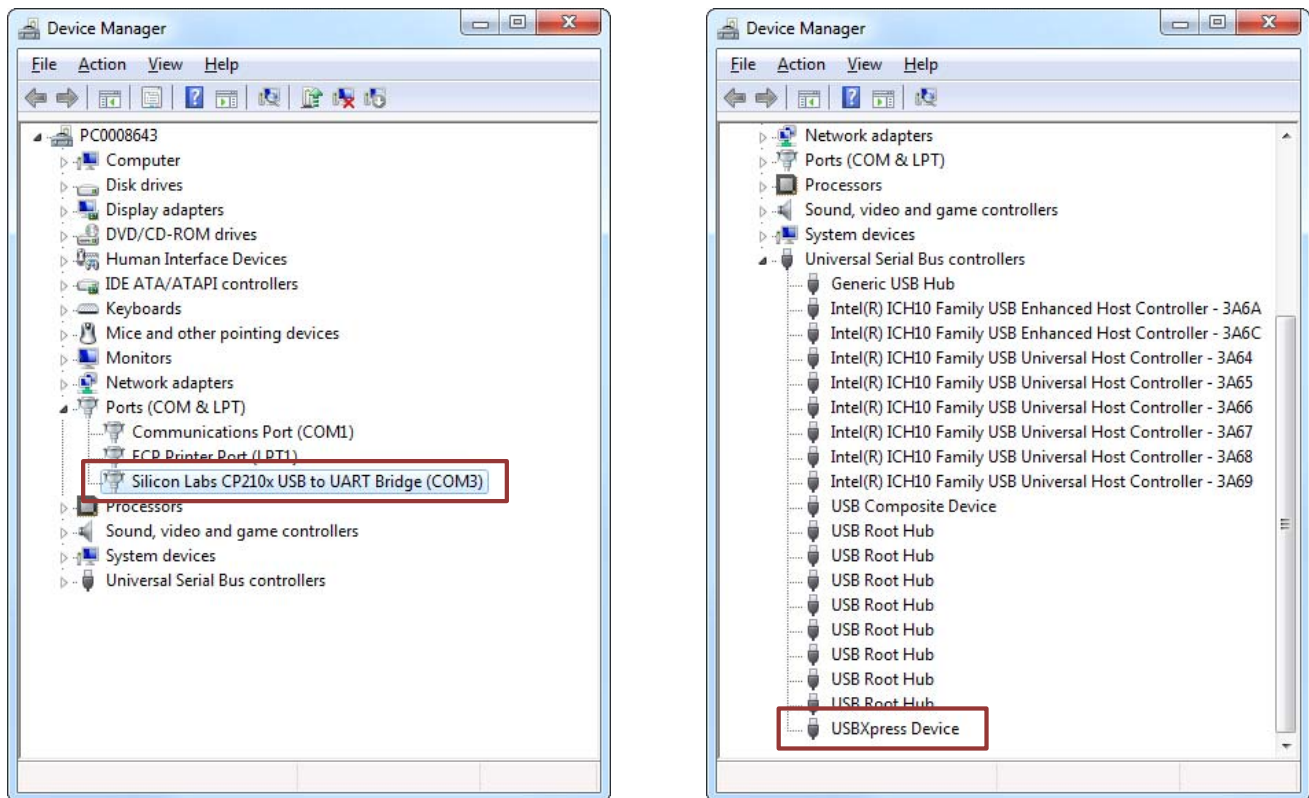 Device Manager
File Action View Help
PC0008643
Computer
Disk drives
Display adapters
DVD/CD-ROM drives
Human Interface Devices
IDE ATA/ATAPI controllers
Keyboards
Mice and other pointing devices
Monitors
Network adapters
Ports (COM & LPT)
Communications Port (COM1)
ECP Printer Port (LPT1)
Silicon Labs CP210x USB to UART Bridge (COM3)
Processors
Sound, video and game controllers
System devices
Universal Serial Bus controllers
Device Manager
File Action View Help
Network adapters
Ports (COM & LPT)
Processors
Sound, video and game controllers
System devices
Universal Serial Bus controllers
Generic USB Hub
Intel(R) ICH10 Family USB Enhanced Host Controller - 3A6A
Intel(R) ICH10 Family USB Enhanced Host Controller - 3A6C
Intel(R) ICH10 Family USB Universal Host Controller - 3A64
Intel(R) ICH10 Family USB Universal Host Controller - 3A65
Intel(R) ICH10 Family USB Universal Host Controller - 3A66
Intel(R) ICH10 Family USB Universal Host Controller - 3A67
Intel(R) ICH10 Family USB Universal Host Controller - 3A68
Intel(R) ICH10 Family USB Universal Host Controller - 3A69
USB Composite Device
USB Root Hub
USB Root Hub
USB Root Hub
USB Root Hub
USB Root Hub
USB Root Hub
USB Root Hub
USB Root Hub
USBXpress Device